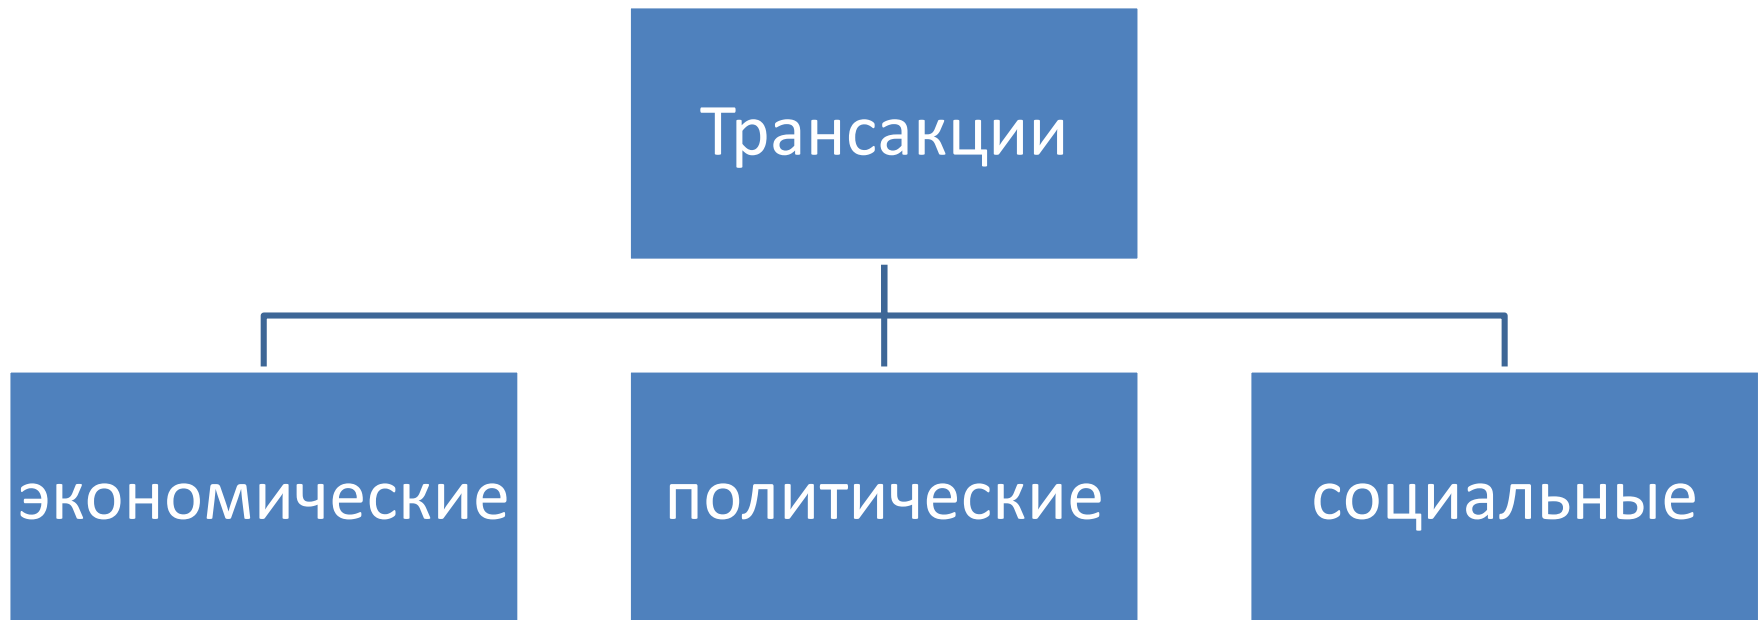 Трансакции
экономические
политические
социальные